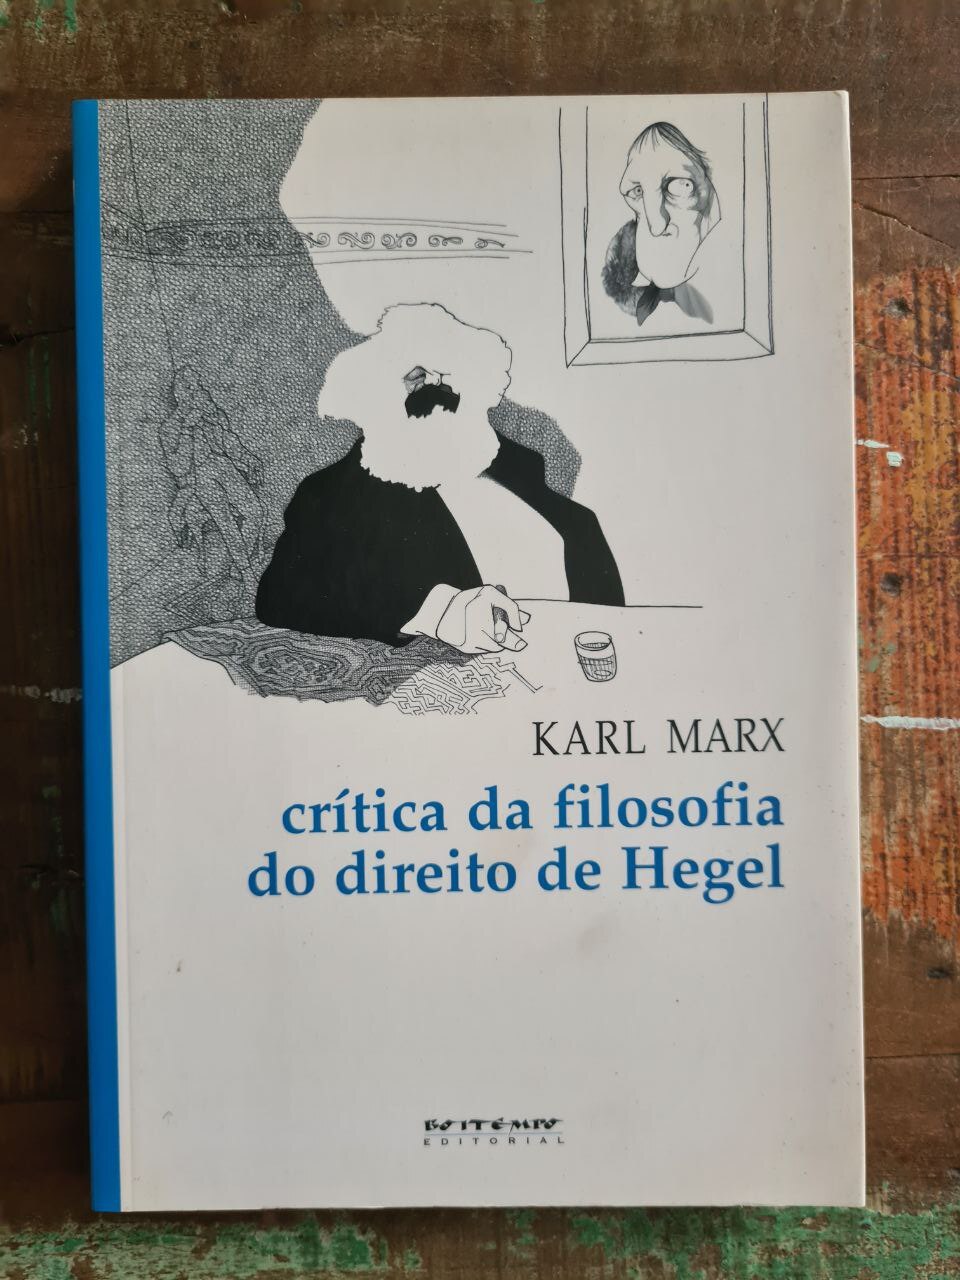 KARL MARX
crítica da filosofia
do direito de Hegel
BOITEMPO
EDITORIAL